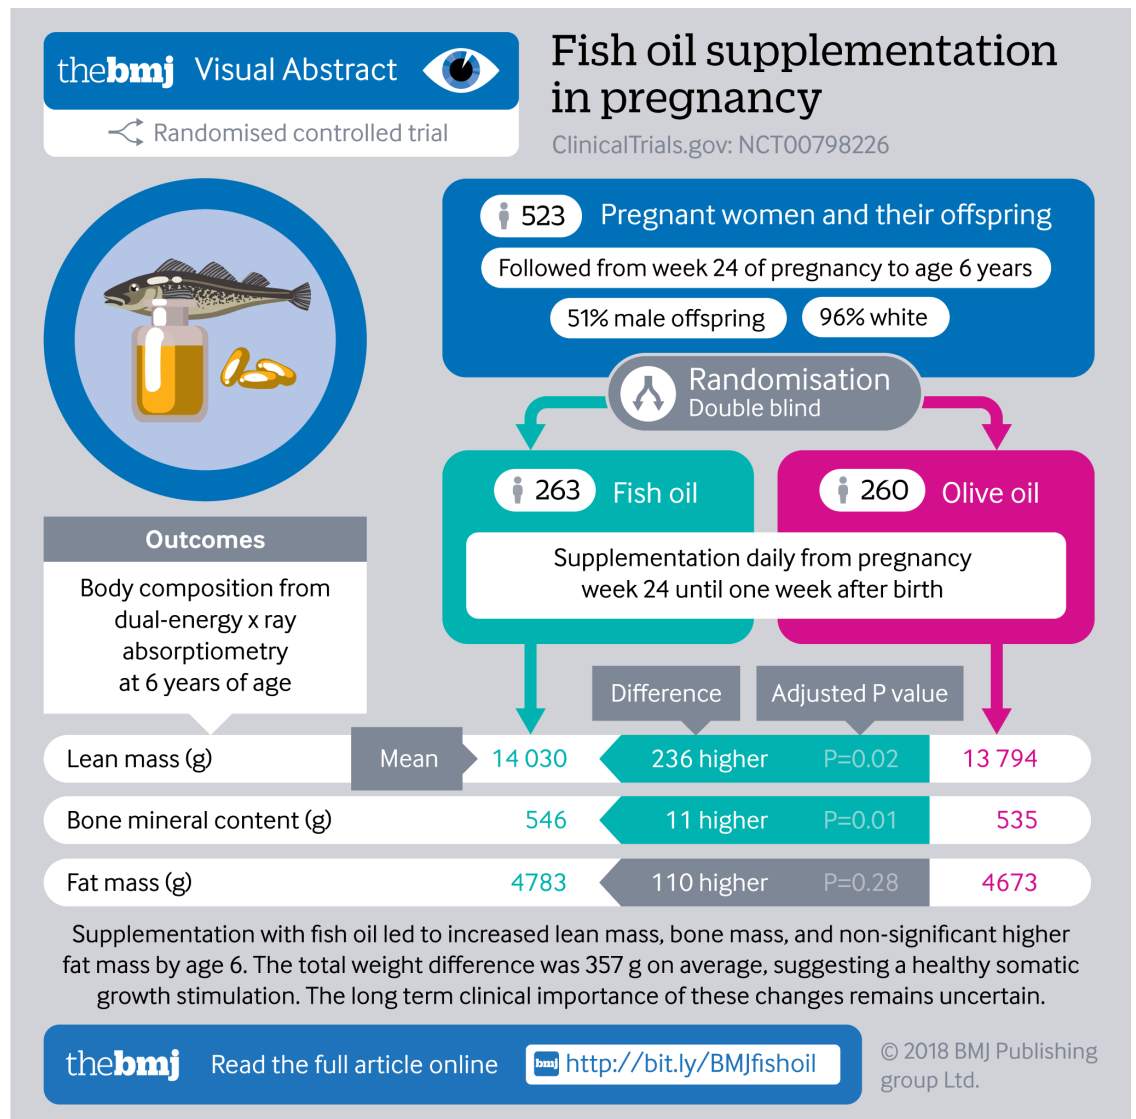 thebmj Visual Abstract
Randomised controlled trial
Fish oil supplementation
in pregnancy
ClinicalTrials.gov: NCT00798226
523 Pregnant women and their offspring
Followed from week 24 of pregnancy to age 6 years
51% male offspring 96% white
Randomisation
Double blind
263 Fish oil
260 Olive oil
Supplementation daily from pregnancy
week 24 until one week after birth
Outcomes
Body composition from
dual-energy x ray
absorptiometry
at 6 years of age
Difference Adjusted P value
Lean mass (g) Mean 14 030 236 higher P=0.02 13 794
Bone mineral content (g) 546 11 higher P=0.01 535
Fat mass (g) 4783 110 higher P=0.28 4673
Supplementation with fish oil led to increased lean mass, bone mass, and non-significant higher
fat mass by age 6. The total weight difference was 357 g on average, suggesting a healthy somatic
growth stimulation. The long term clinical importance of these changes remains uncertain.
thebmj Read the full article online bmj http://bit.ly/BMJfishoil
© 2018 BMJ Publishing
group Ltd.